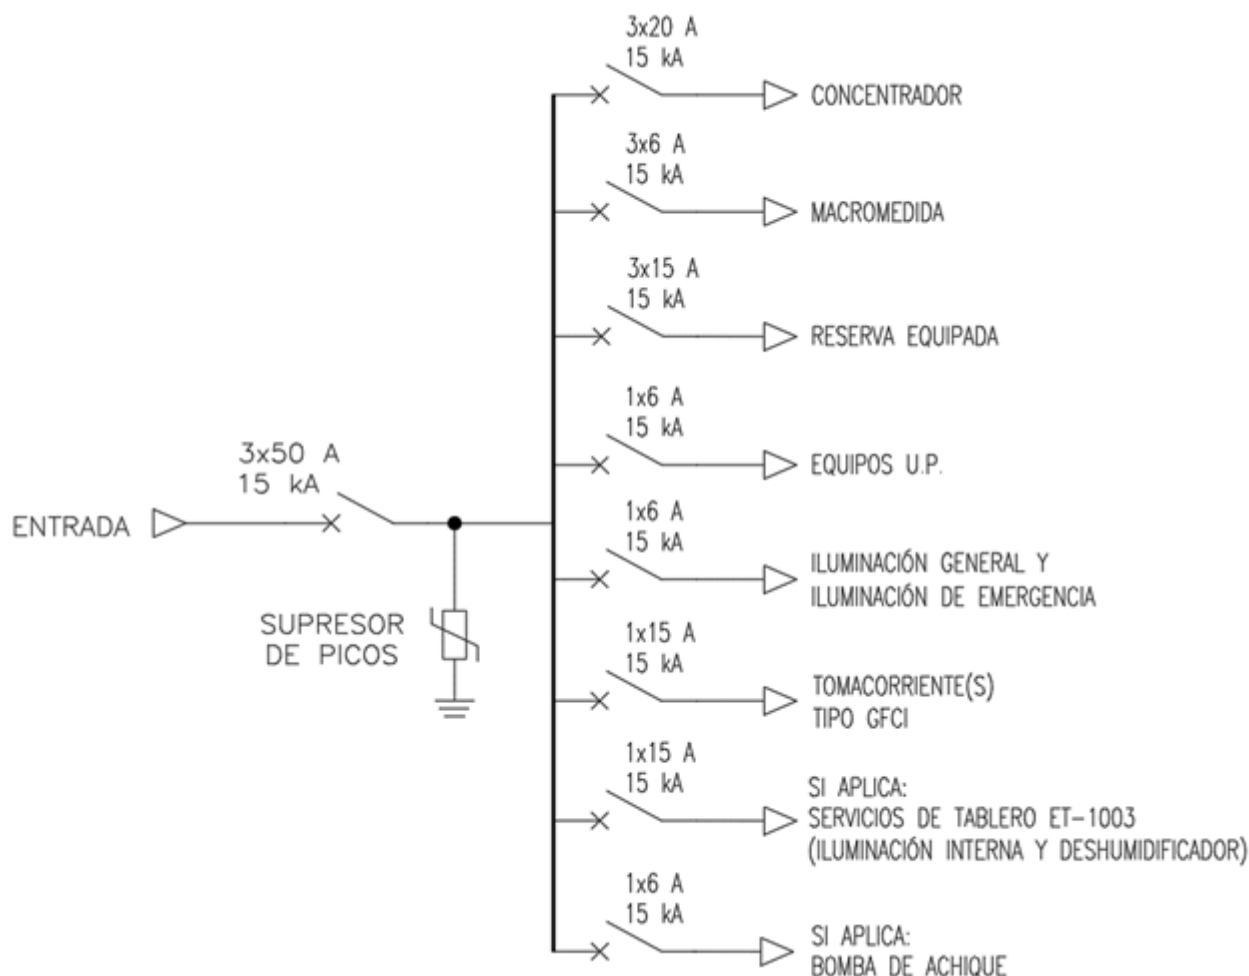 3x20 A
15 kA
CONCENTRADOR
3x6 A
15 kA
MACROMEDIDA
3x15 A
15 kA
RESERVA EQUIPADA
1x6 A
15 kA
EQUIPOS U.P.
3x50 A
15 kA
ENTRADA
SUPRESOR
DE PICOS
1x6 A
15 kA
ILUMINACIÓN GENERAL Y
ILUMINACIÓN DE EMERGENCIA
1x15 A
15 kA
TOMACORRIENTE(S)
TIPO GFCI
1x15 A
15 kA
SI APLICA:
SERVICIOS DE TABLERO ET-1003
(ILUMINACIÓN INTERNA Y DESHUMIDIFICADOR)
1x6 A
15 kA
SI APLICA:
BOMBA DE ACHIQUE